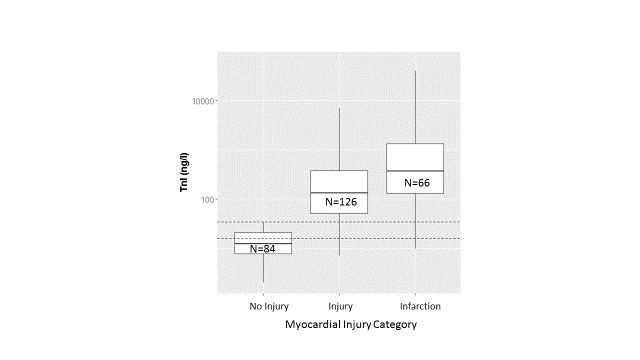 10000
TnI (ng/l)
N=66
100
N=126
N=84
No Injury
Injury
Infarction
Myocardial Injury Category